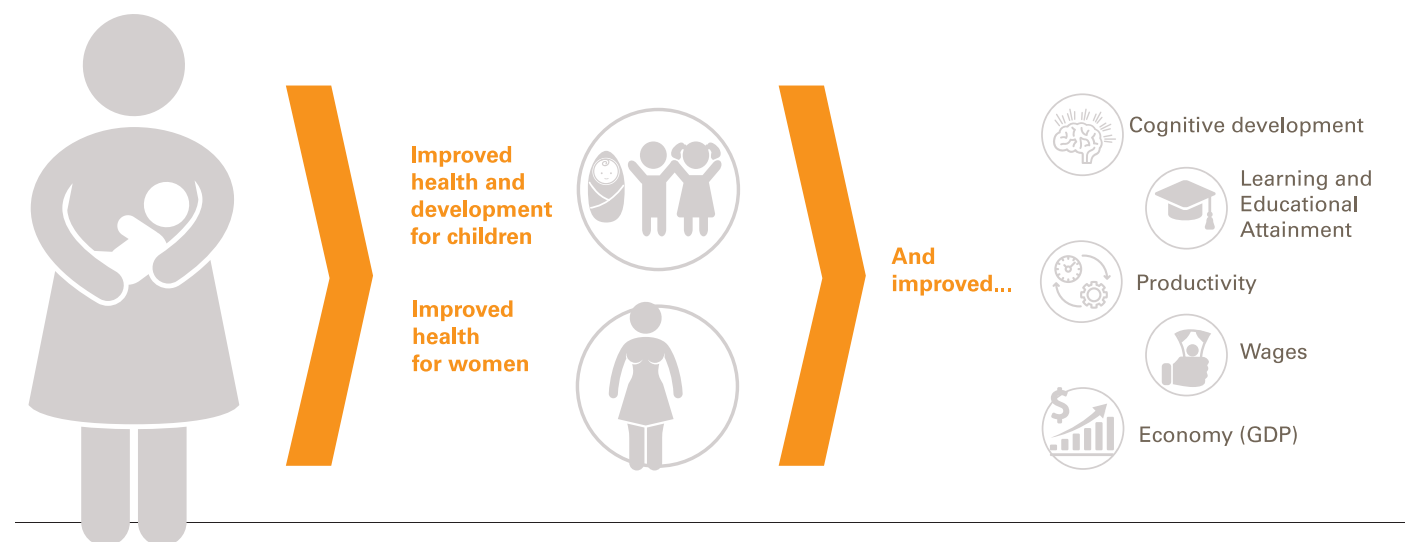 Improved
health and
development
for children
Improved
health
for women
And
improved...
Cognitive development
Learning and
Educational
Attainment
Productivity
Wages
$
Economy (GDP)